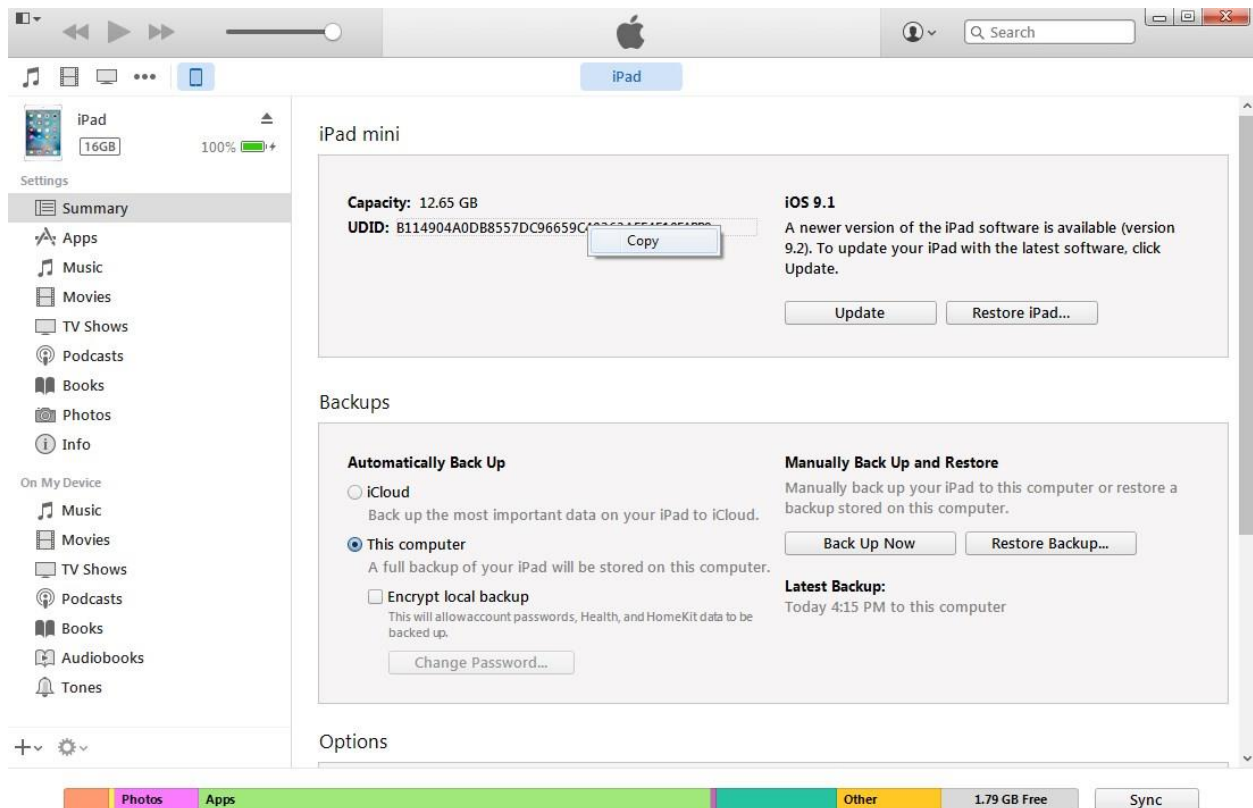 Search
iPad
iPad
16GB
100%
Settings
Summary
Apps
Music
Movies
TV Shows
Podcasts
Books
Photos
Info
On My Device
Music
Movies
TV Shows
Podcasts
Books
Audiobooks
Tones
iPad mini
Capacity: 12.65 GB
UDID:
Copy
iOS 9.1
A newer version of the iPad software is available (version
9.2). To update your iPad with the latest software, click
Update.
Update
Restore iPad...
Backups
Automatically Back Up
iCloud
Back up the most important data on your iPad to iCloud.
This computer
A full backup of your iPad will be stored on this computer.
Encrypt local backup
This will allowaccount passwords, Health, and HomeKit data to be
backed up.
Change Password...
Manually Back Up and Restore
Manually back up your iPad to this computer or restore a
backup stored on this computer.
Back Up Now
Restore Backup...
Latest Backup:
Today 4:15 PM to this computer
Options
Photos
Apps
Other
1.79 GB Free
Sync